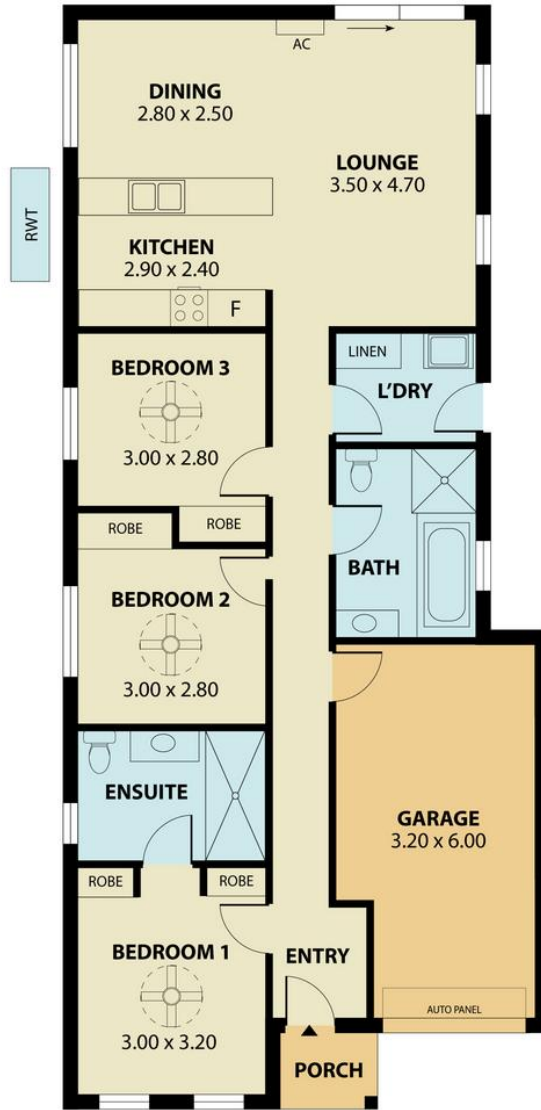 AC
DINING
2.80 x 2.50
LOUNGE
3.50 x 4.70
RWT
KITCHEN
2.90 x 2.40
F
BEDROOM 3
3.00 x 2.80
LINEN
L'DRY
ROBE
ROBE
BATH
BEDROOM 2
3.00 x 2.80
ENSUITE
GARAGE
3.20 x 6.00
ROBE
ROBE
BEDROOM 1
3.00 x 3.20
ENTRY
AUTO PANEL
PORCH